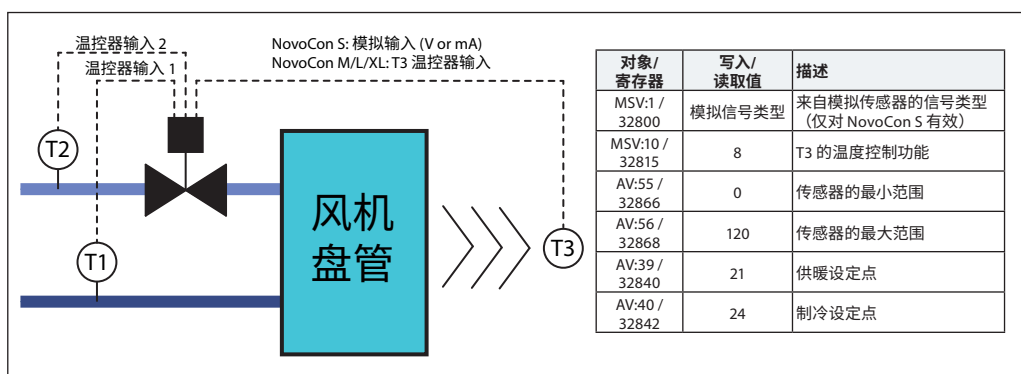 温控器输入 2
温控器输入 1
NovoCon S: 模拟输入 (V or mA)
NovoCon M/L/XL: T3 温控器输入
T2
T1
风机
盘管
T3
对象/
寄存器
写入/
读取值
描述
MSV:1 /
32800
模拟信号类型
来自模拟传感器的信号类型
（仅对 NovoCon S 有效）
MSV:10 /
32815
8
T3 的温度控制功能
AV:55 /
32866
0
传感器的最小范围
AV:56 /
32868
120
传感器的最大范围
AV:39 /
32840
21
供暖设定点
AV:40 /
32842
24
制冷设定点